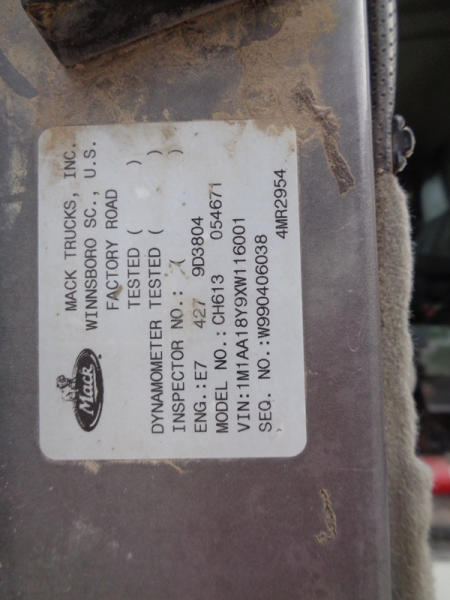 Mack
MACK TRUCKS, INC.
WINNSBORO SC., U.S.
FACTORY ROAD
TESTED ( )
DYNAMOMETER TESTED ( )
INSPECTOR NO.: ( )
ENG.:E7 427 9D3804
MODEL NO.: CH613 054671
VIN:1M1AA18Y9XW116001
SEQ. NO.:W990406038
4MR2954